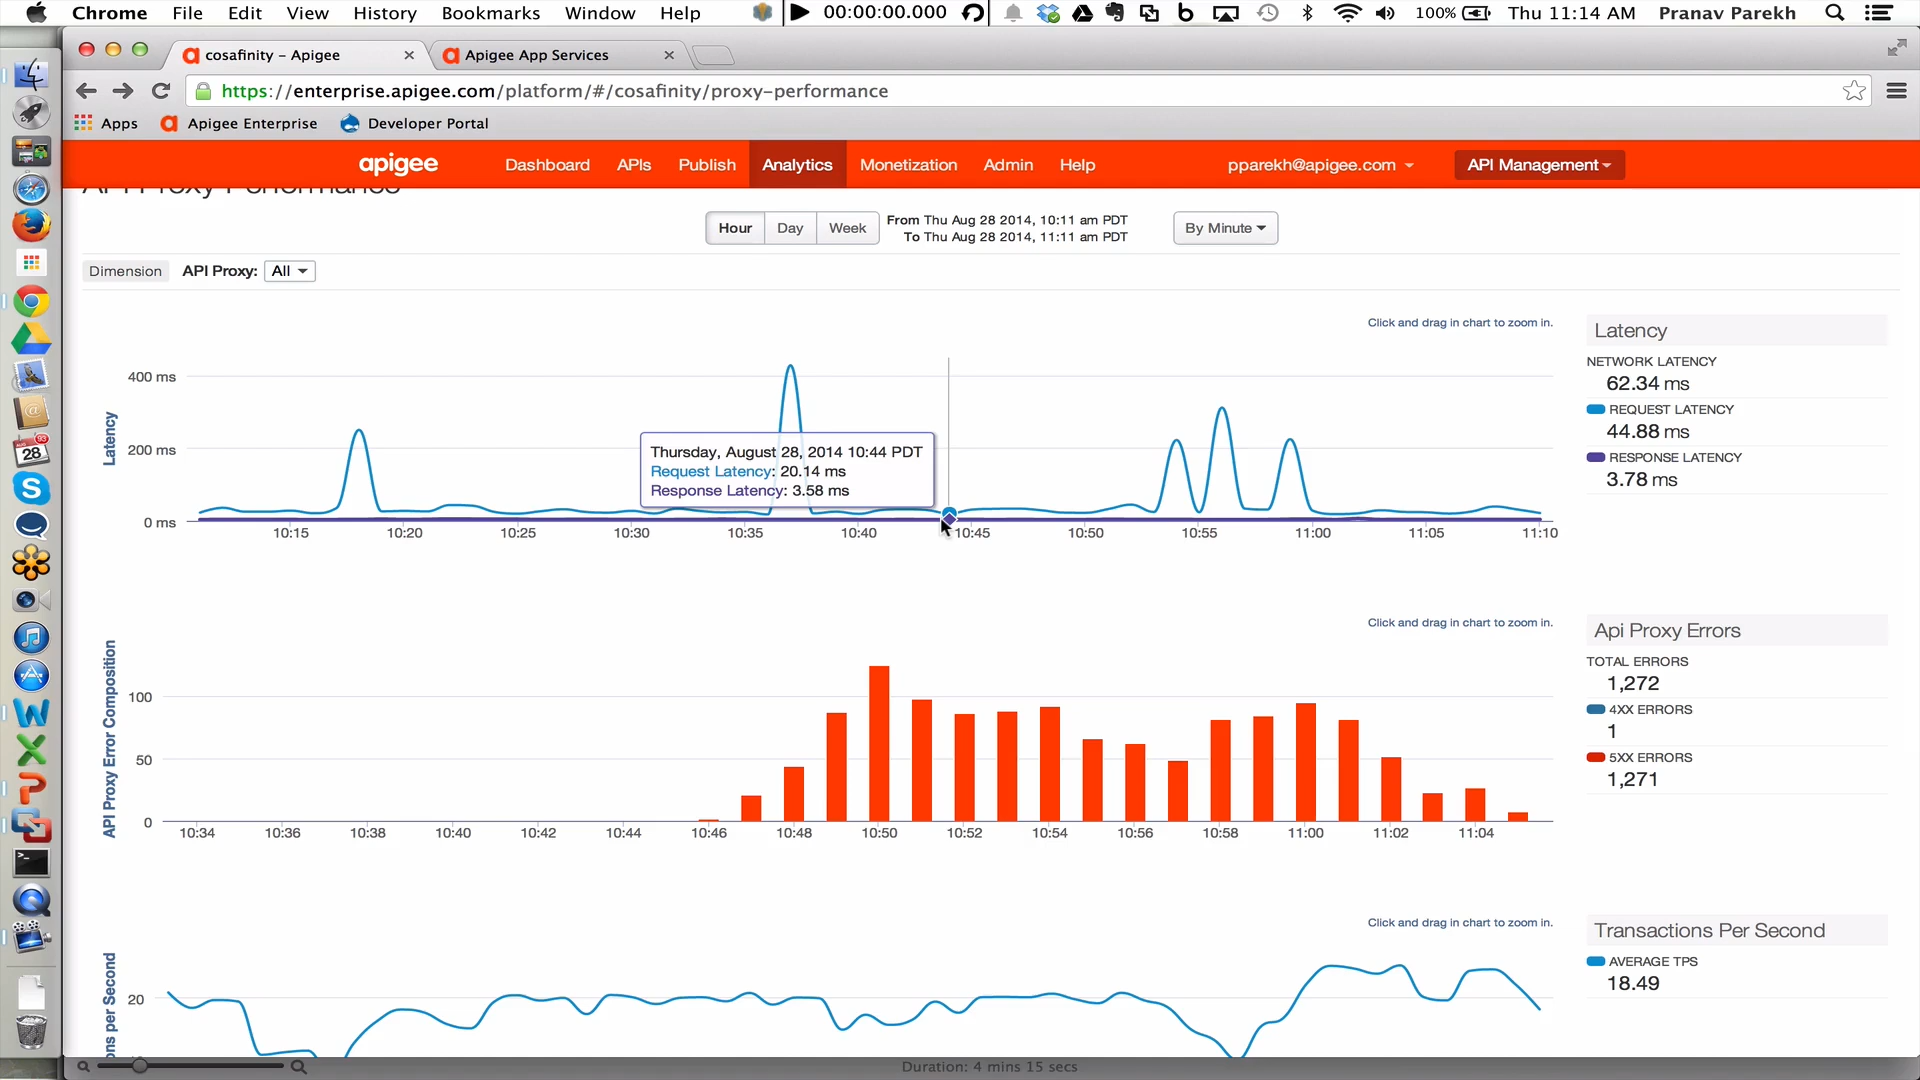 Chrome File Edit View History Bookmarks Window Help 00:00:00.000 100% Thu 11:14 AM Pranav Parekh
cosafinity – Apigee Apigee App Services
https://enterprise.apigee.com/platform/#/cosafinity/proxy-performance
Apps Apigee Enterprise Developer Portal
apigee Dashboard APIs Publish Analytics Monetization Admin Help pparekh@apigee.com API Management
API Proxy Performance
Hour Day Week From Thu Aug 28 2014, 10:11 am PDT By Minute
To Thu Aug 28 2014, 11:11 am PDT
Dimension API Proxy: All
Click and drag in chart to zoom in.
Latency
400 ms
200 ms
0 ms
Thursday, August 28, 2014 10:44 PDT
Request Latency: 20.14 ms
Response Latency: 3.58 ms
10:15 10:20 10:25 10:30 10:35 10:40 10:45 10:50 10:55 11:00 11:05 11:10
Latency
NETWORK LATENCY
62.34 ms
REQUEST LATENCY
44.88 ms
RESPONSE LATENCY
3.78 ms
Click and drag in chart to zoom in.
API Proxy Error Composition
100
50
0
10:34 10:36 10:38 10:40 10:42 10:44 10:46 10:48 10:50 10:52 10:54 10:56 10:58 11:00 11:02 11:04
Api Proxy Errors
TOTAL ERRORS
1,272
4XX ERRORS
1
5XX ERRORS
1,271
Click and drag in chart to zoom in.
ons per Second
20
Transactions Per Second
AVERAGE TPS
18.49
Duration: 4 mins 15 secs